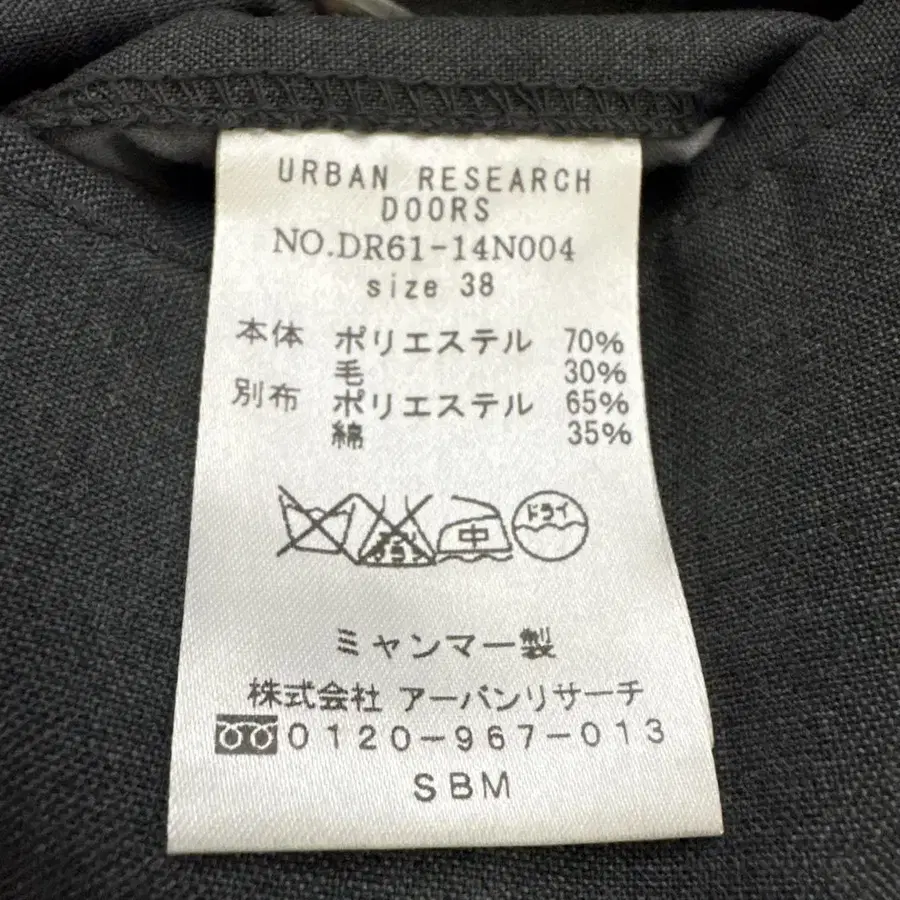 URBAN RESEARCH
DOORS
NO.DR61-14N004
size 38
本体 ポリエステル 70%
毛 30%
別布 ポリエステル 65%
綿 35%
中 ドライ
ミャンマー製
株式会社 アーバンリサーチ
0120-967-013
SBM